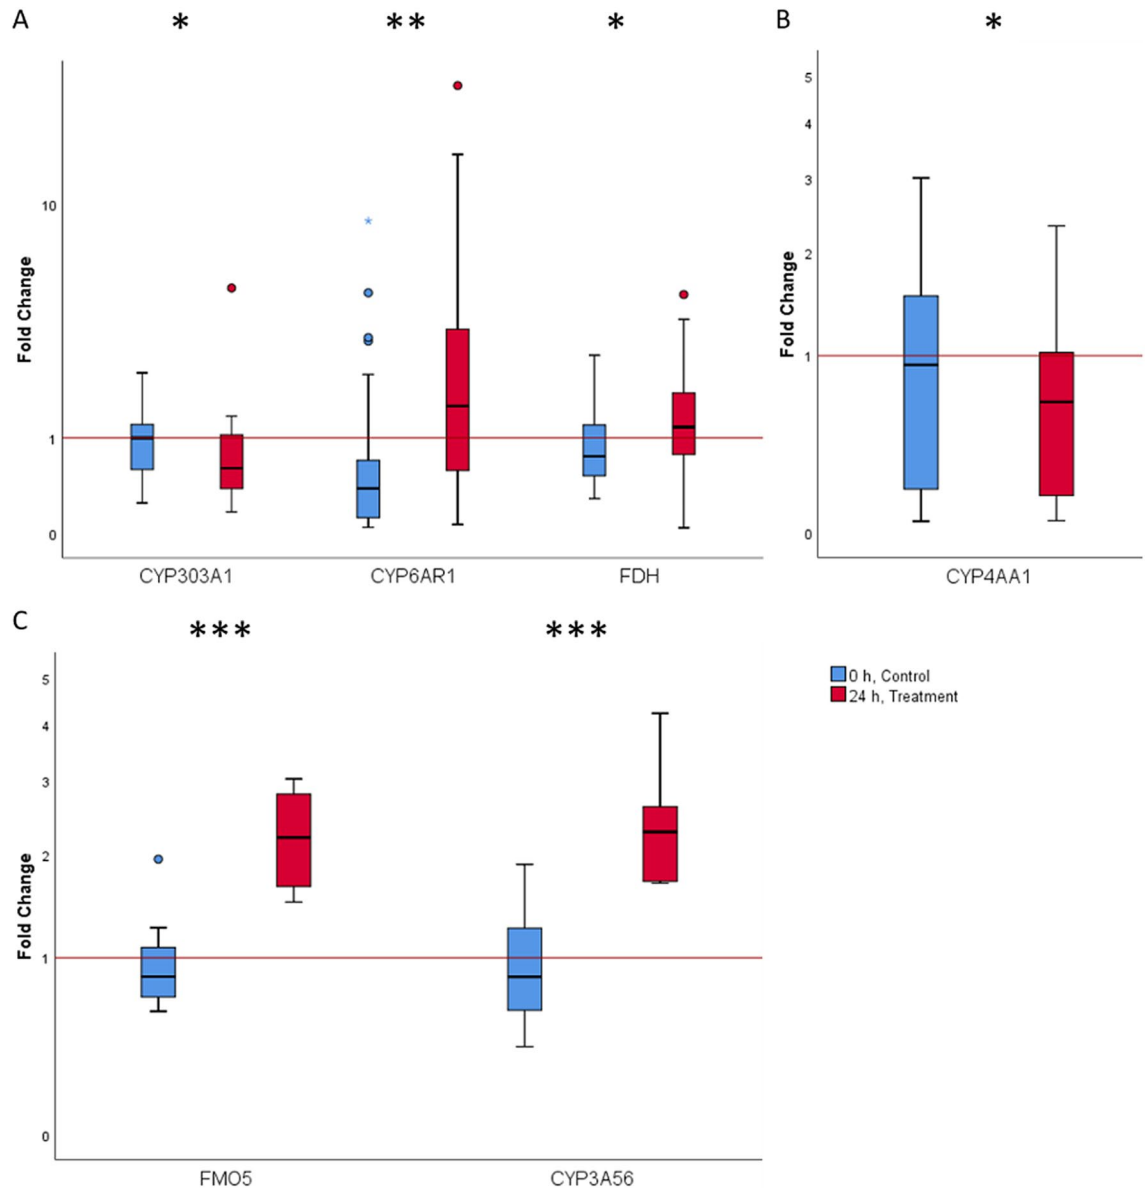 A
*
**
*
Fold Change
10
1
0
CYP303A1
CYP6AR1
FDH
B
*
Fold Change
5
4
3
2
1
0
CYP4AA1
C
***
***
Fold Change
5
4
3
2
1
0
FMO5
CYP3A56
0 h, Control
24 h, Treatment